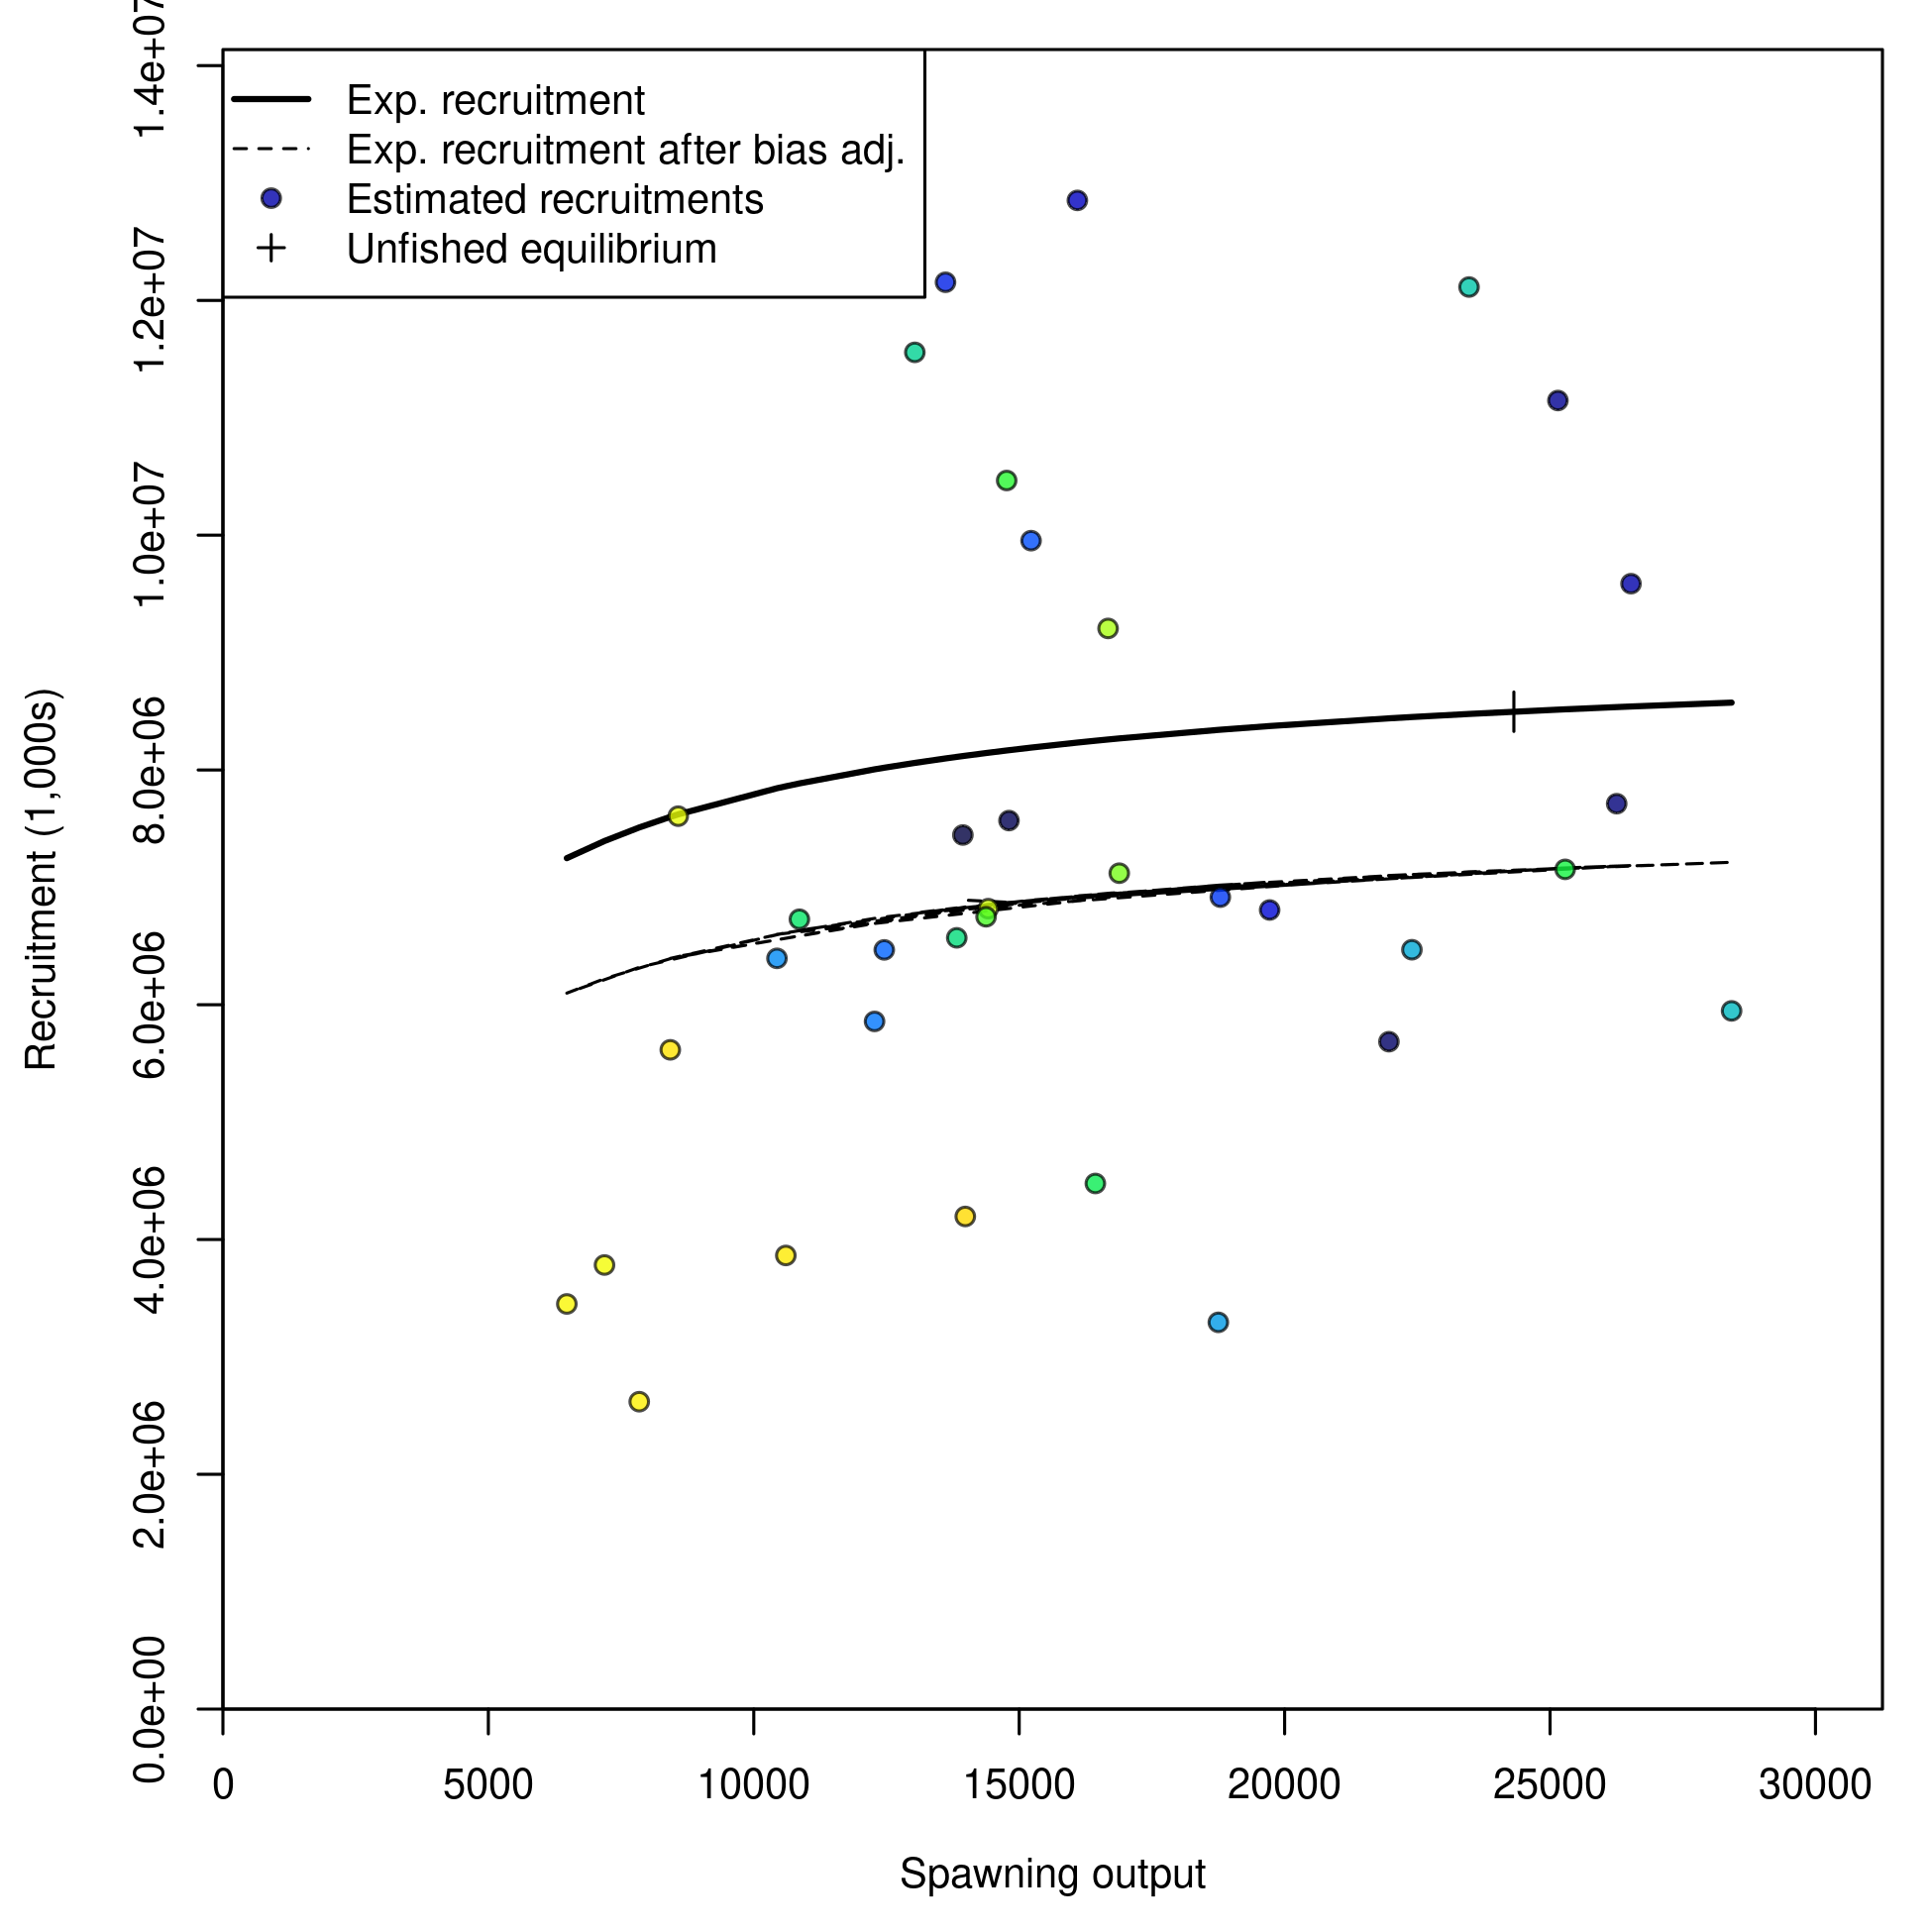 Exp. recruitment
Exp. recruitment after bias adj.
Estimated recruitments
Unfished equilibrium
Recruitment (1,000s)
1.4e+07
1.2e+07
1.0e+07
8.0e+06
6.0e+06
4.0e+06
2.0e+06
0.0e+00
0 5000 10000 15000 20000 25000 30000
Spawning output